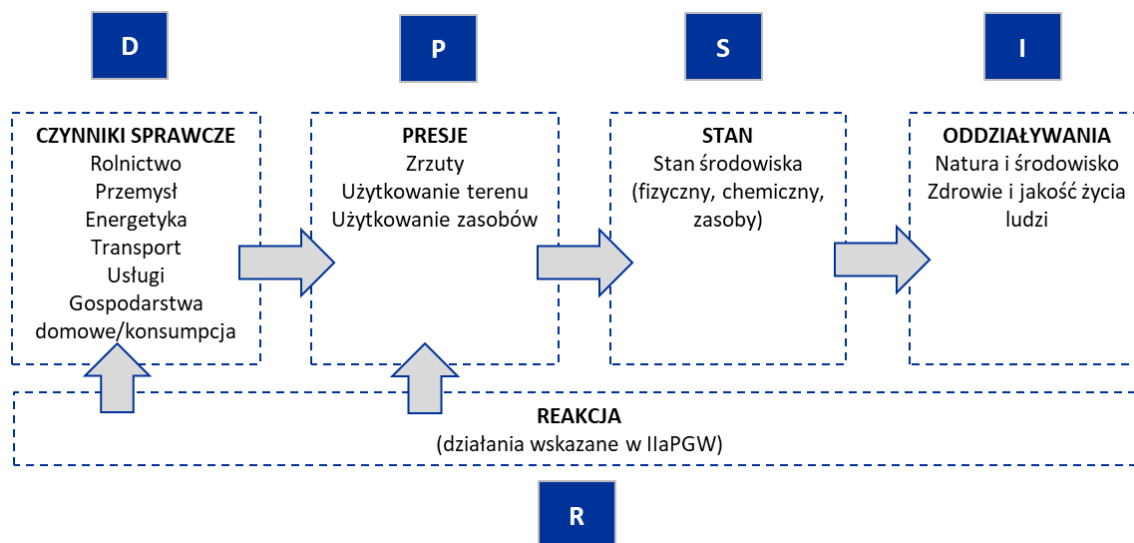 D
P
S
I
CZYNNIKI SPRAWCZE
Rolnictwo
Przemysł
Energetyka
Transport
Usługi
Gospodarstwa
domowe/konsumpcja
PRESJE
Zrzuty
Użytkowanie terenu
Użytkowanie zasobów
STAN
Stan środowiska
(fizyczny, chemiczny,
zasoby)
ODDZIAŁYWANIA
Natura i środowisko
Zdrowie i jakość życia
ludzi
REAKCJA
(działania wskazane w IIaPGW)
R